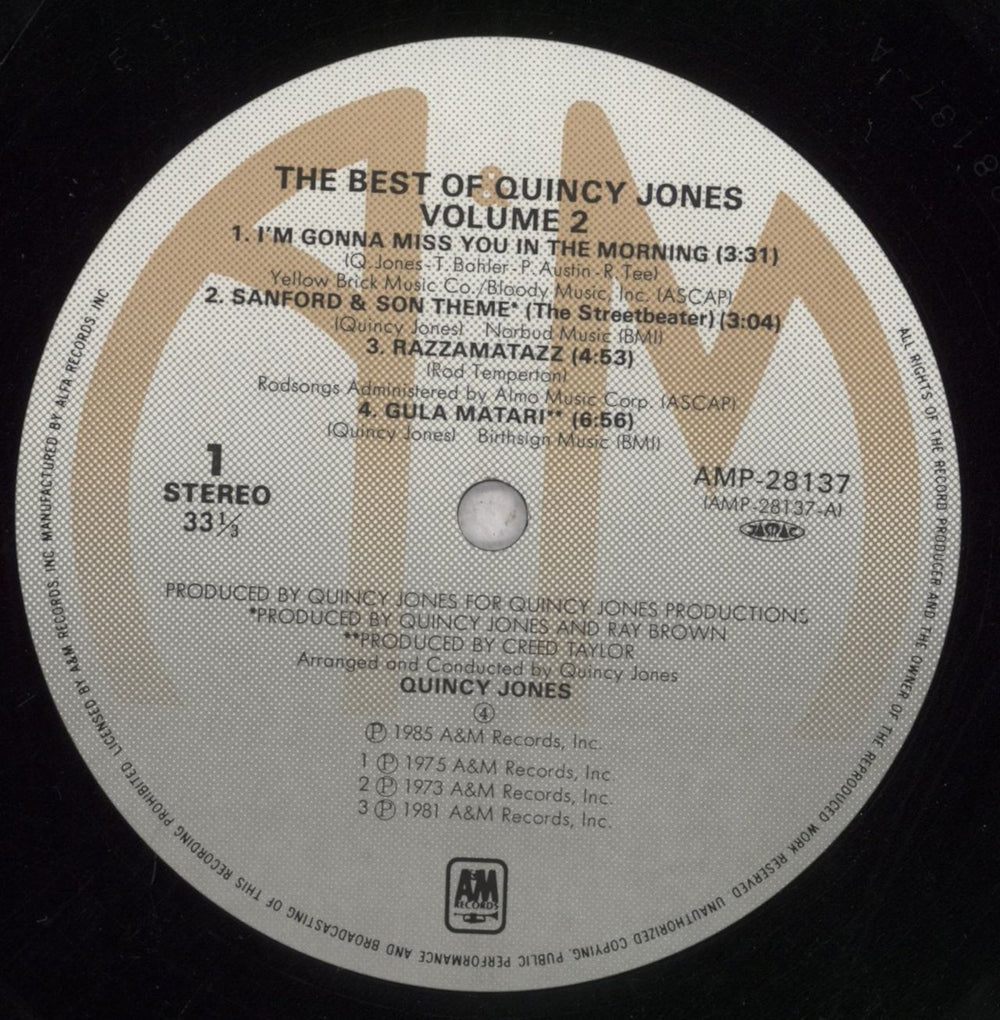 THE BEST OF QUINCY JONES
VOLUME 2
1. I'M GONNA MISS YOU IN THE MORNING (3:31)
(Q. Jones - T. Bahler - P. Austin - R. Tee)
Yellow Brick Music Co./Bloody Music, Inc. (ASCAP)
2. SANFORD & SON THEME* (The Streetbeater) (3:04)
(Quincy Jones) Norbud Music (BMI)
3. RAZZAMATAZZ (4:53)
(Rod Temperton)
Rodsongs Administered by Almo Music Corp. (ASCAP)
4. GULA MATARI** (6:56)
(Quincy Jones) Birthsign Music (BMI)
1
STEREO
33⅓
AMP-28137
(AMP-28137-A)
JASRAC
PRODUCED BY QUINCY JONES FOR QUINCY JONES PRODUCTIONS
*PRODUCED BY QUINCY JONES AND RAY BROWN
**PRODUCED BY CREED TAYLOR
Arranged and Conducted by Quincy Jones
QUINCY JONES
④
Ⓟ 1985 A&M Records, Inc.
1 Ⓟ 1975 A&M Records, Inc
2 Ⓟ 1973 A&M Records, Inc.
3 Ⓟ 1981 A&M Records, Inc.
A&M
RECORDS
ALL RIGHTS OF THE RECORD PRODUCER AND THE OWNER OF THE REPRODUCED WORK RESERVED. UNAUTHORIZED COPYING, PUBLIC PERFORMANCE AND BROADCASTING OF THIS RECORDING PROHIBITED LICENSED BY A&M RECORDS INC MANUFACTURED BY ALFA RECORDS, INC